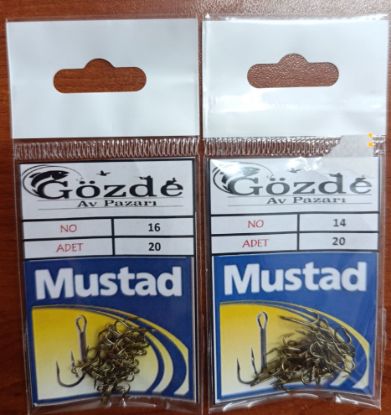 Gözde
Av Pazarı
NO 16
ADET 20
Mustad
Gözde
Av Pazarı
NO 14
ADET 20
Mustad